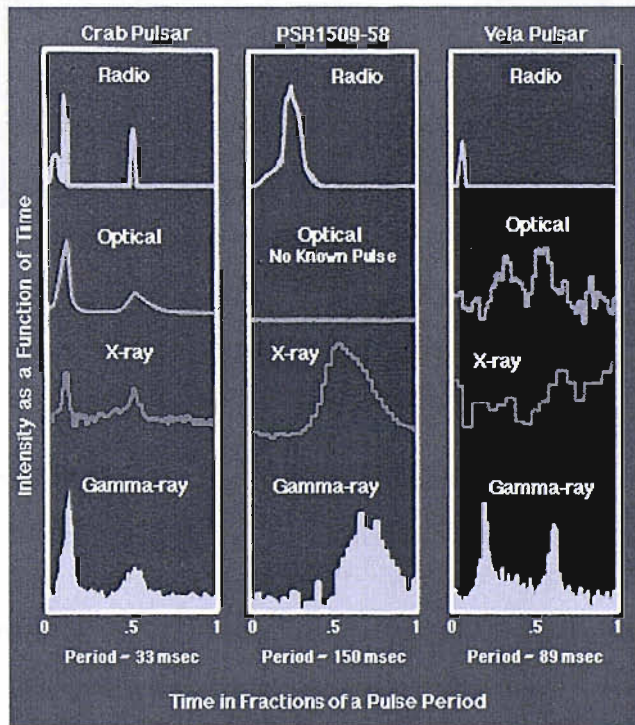 Crab Pulsar
PSR1509-58
Vela Pulsar
Radio
Radio
Radio
Optical
Optical
No Known Pulse
Optical
X-ray
X-ray
X-ray
Gamma-ray
Gamma-ray
Gamma-ray
Intensity as a Function of Time
0 .5 1
0 .5 1
0 .5 1
Period ~ 33 msec
Period ~ 150 msec
Period ~ 89 msec
Time in Fractions of a Pulse Period